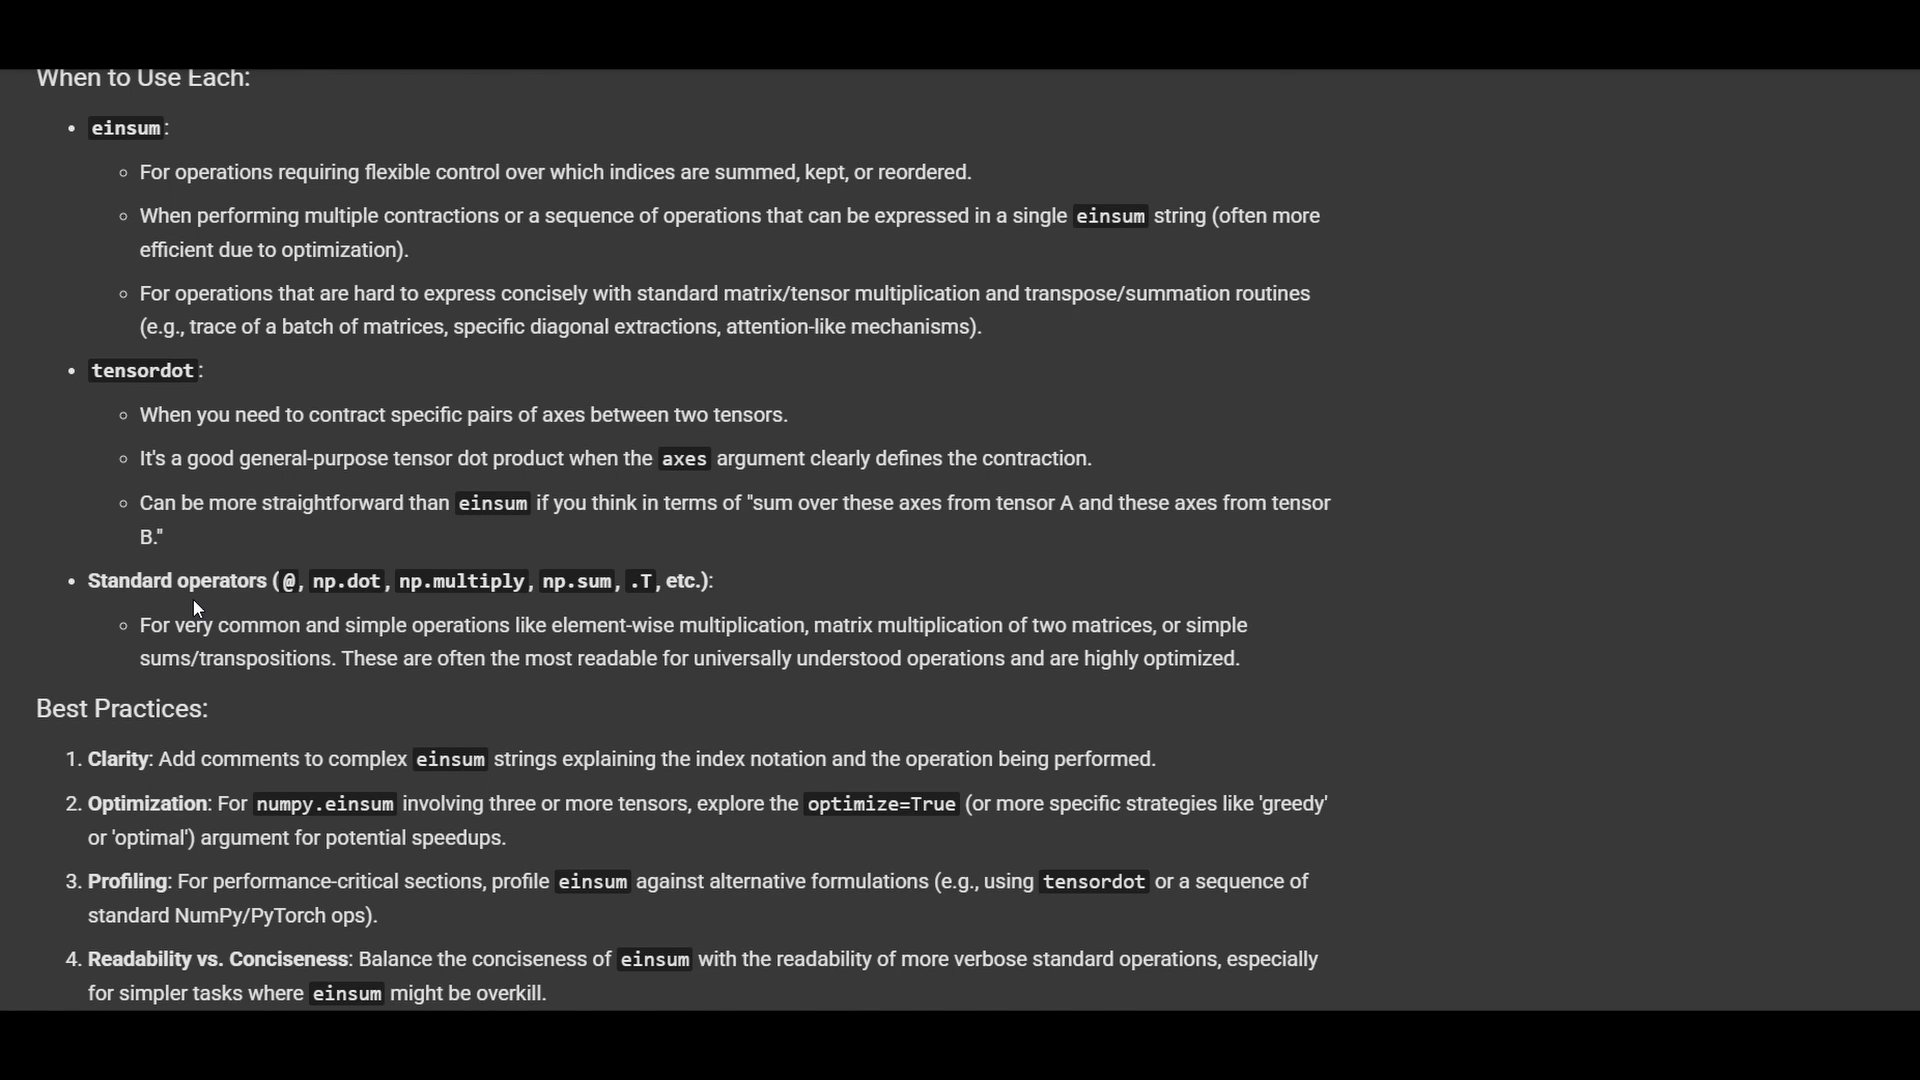 When to Use Each:
• einsum:
◦ For operations requiring flexible control over which indices are summed, kept, or reordered.
◦ When performing multiple contractions or a sequence of operations that can be expressed in a single einsum string (often more
efficient due to optimization).
◦ For operations that are hard to express concisely with standard matrix/tensor multiplication and transpose/summation routines
(e.g., trace of a batch of matrices, specific diagonal extractions, attention-like mechanisms).
• tensordot:
◦ When you need to contract specific pairs of axes between two tensors.
◦ It's a good general-purpose tensor dot product when the axes argument clearly defines the contraction.
◦ Can be more straightforward than einsum if you think in terms of "sum over these axes from tensor A and these axes from tensor
B."
• Standard operators (@, np.dot, np.multiply, np.sum, .T, etc.):
◦ For very common and simple operations like element-wise multiplication, matrix multiplication of two matrices, or simple
sums/transpositions. These are often the most readable for universally understood operations and are highly optimized.
Best Practices:
1. Clarity: Add comments to complex einsum strings explaining the index notation and the operation being performed.
2. Optimization: For numpy.einsum involving three or more tensors, explore the optimize=True (or more specific strategies like 'greedy'
or 'optimal') argument for potential speedups.
3. Profiling: For performance-critical sections, profile einsum against alternative formulations (e.g., using tensordot or a sequence of
standard NumPy/PyTorch ops).
4. Readability vs. Conciseness: Balance the conciseness of einsum with the readability of more verbose standard operations, especially
for simpler tasks where einsum might be overkill.